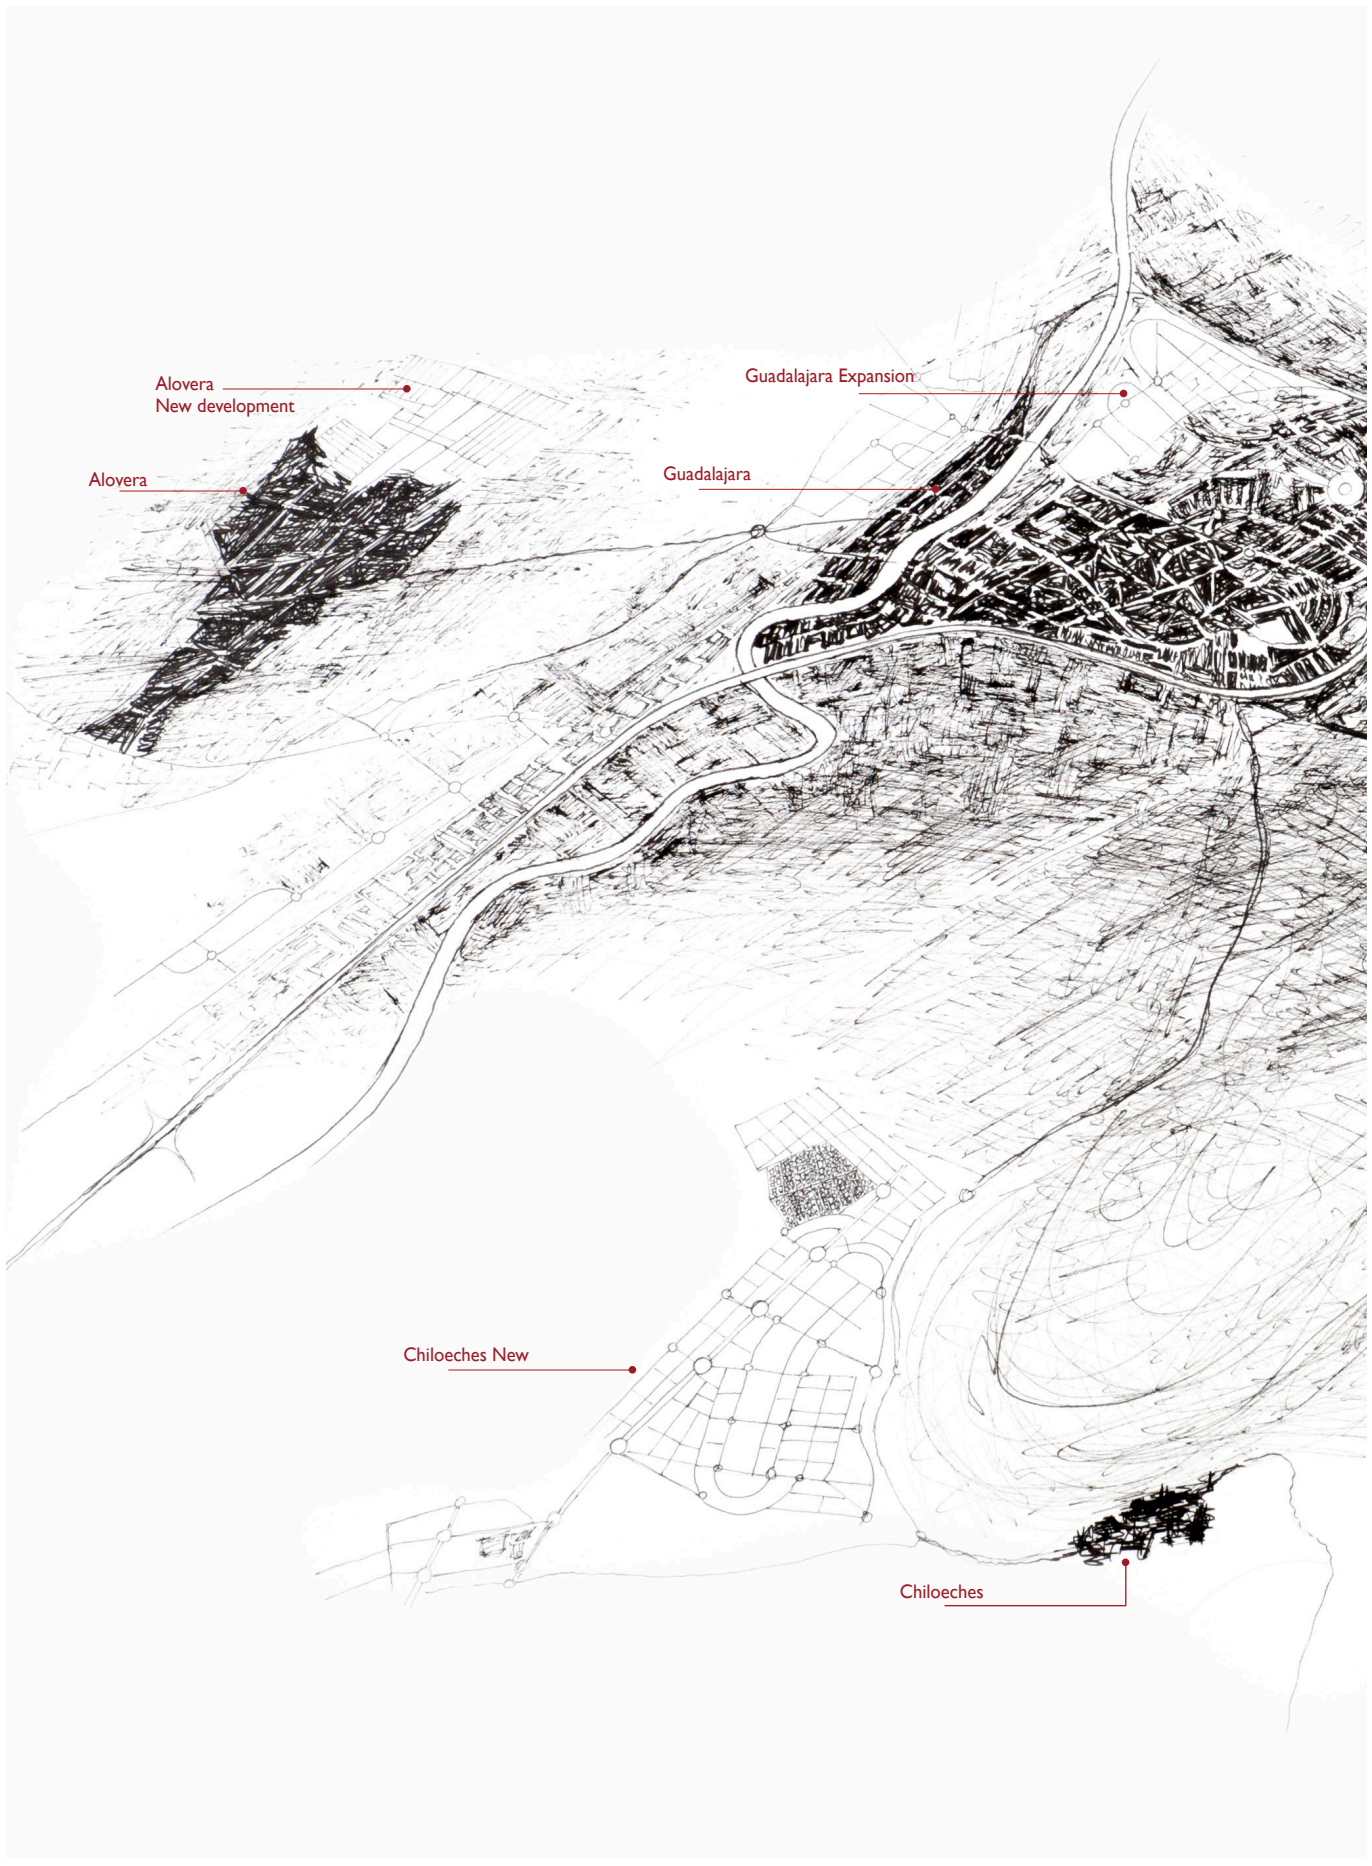 Alovera
New development
Guadalajara Expansion
Alovera
Guadalajara
Chiloeches New
Chiloeches